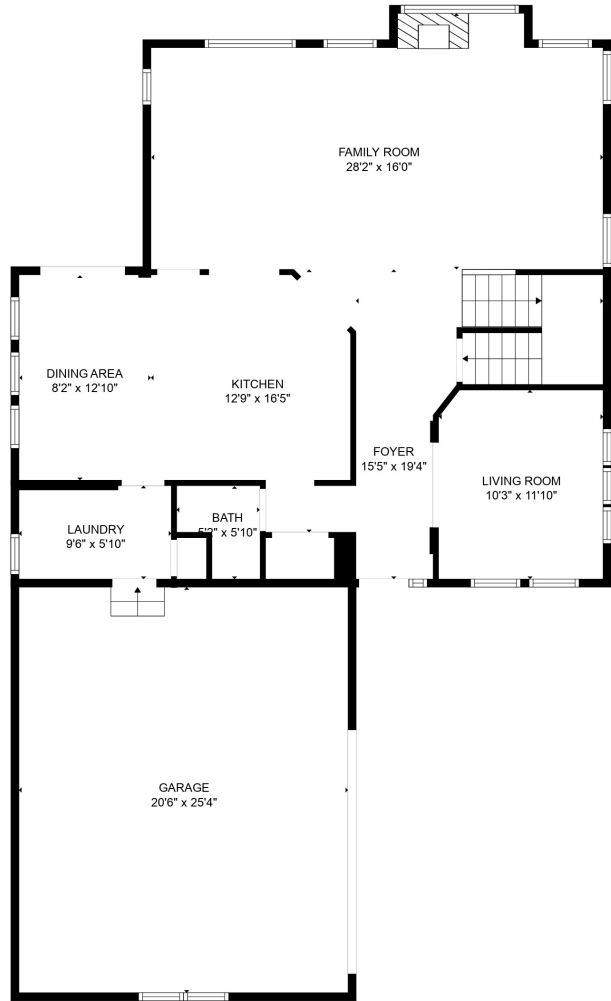 FAMILY ROOM
28'2" x 16'0"
DINING AREA
8'2" x 12'10"
KITCHEN
12'9" x 16'5"
FOYER
15'5" x 19'4"
LIVING ROOM
10'3" x 11'10"
LAUNDRY
9'6" x 5'10"
BATH
5'2" x 5'10"
GARAGE
20'6" x 25'4"